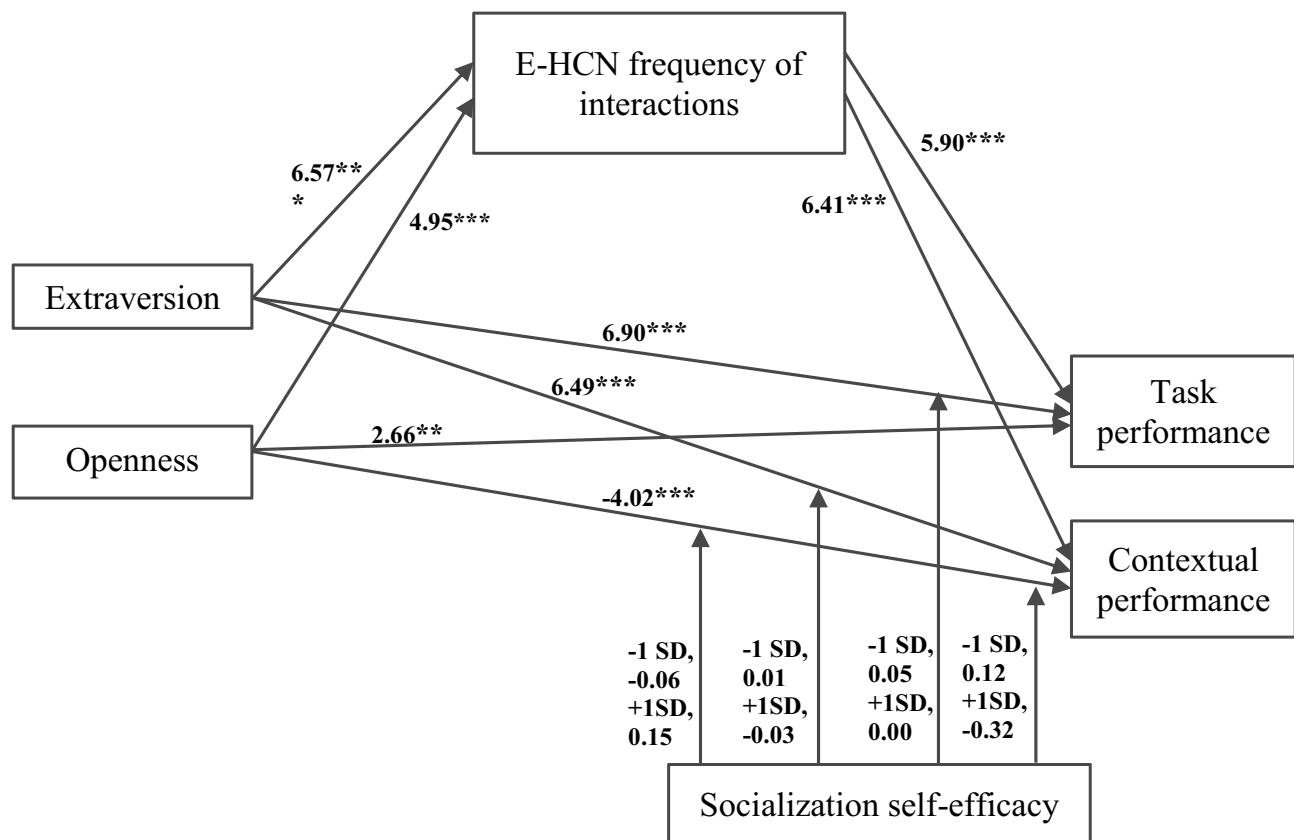 E-HCN frequency of
interactions
6.57**
*
4.95***
5.90***
6.41***
Extraversion
6.90***
6.49***
Task
performance
Openness
2.66**
-4.02***
Contextual
performance
-1 SD,
-0.06
+1SD,
0.15
-1 SD,
0.01
+1SD,
-0.03
-1 SD,
0.05
+1SD,
0.00
-1 SD,
0.12
+1SD,
-0.32
Socialization self-efficacy